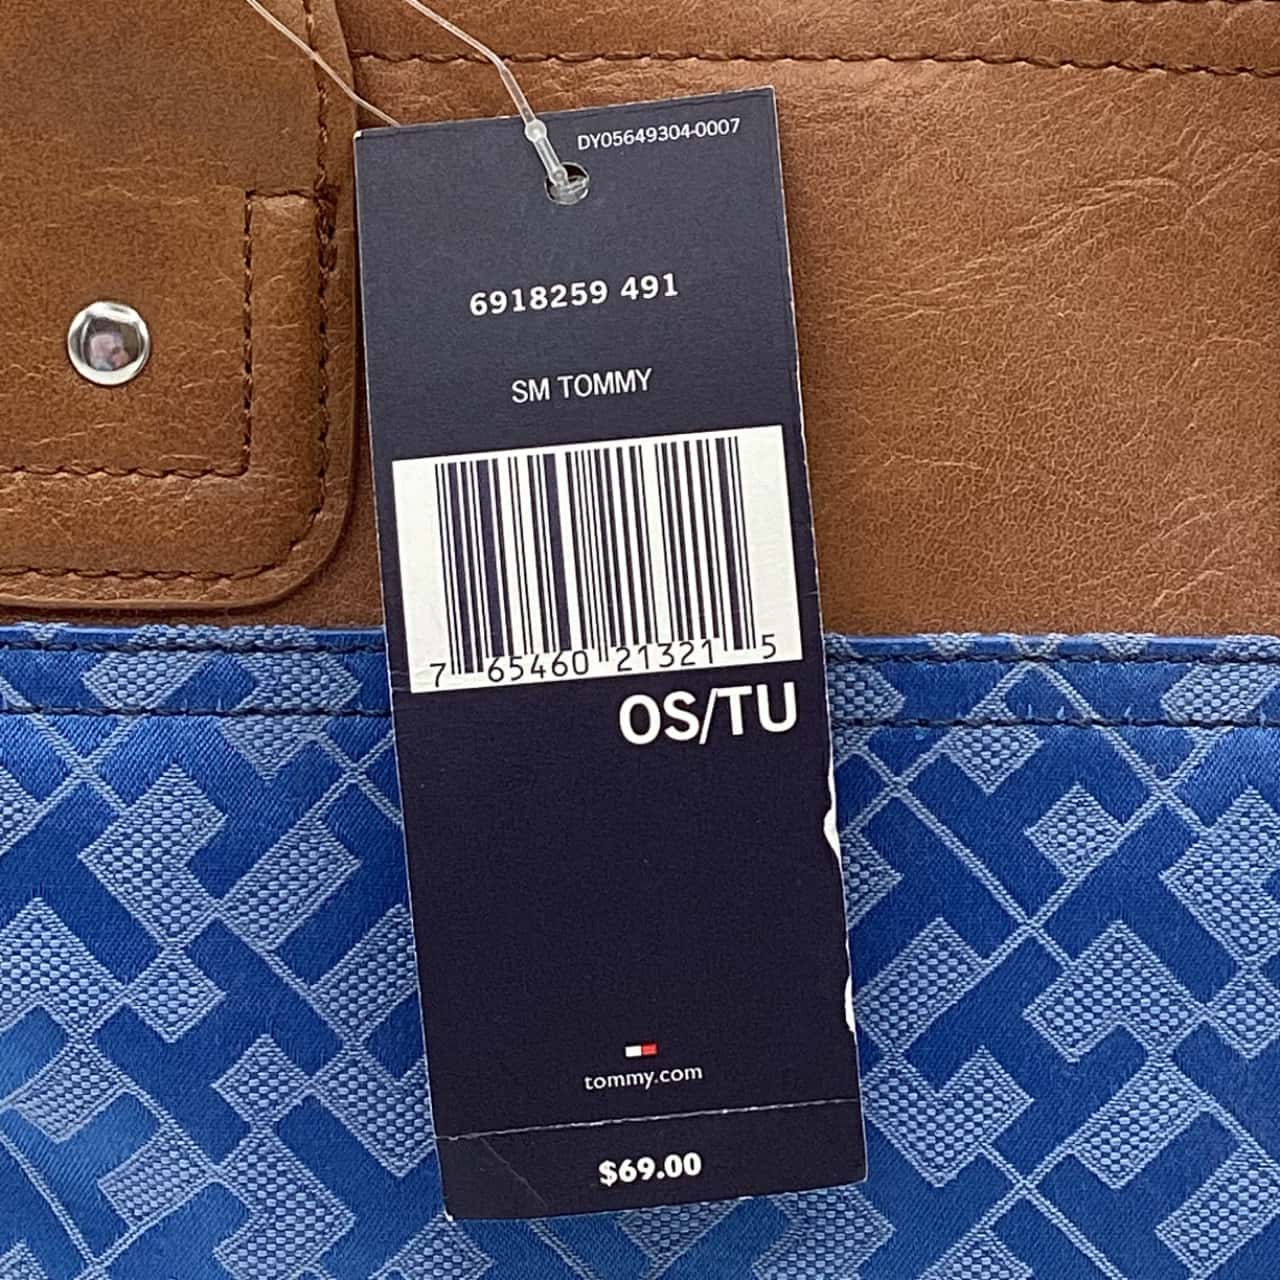 DY05649304-0007
6918259 491
SM TOMMY
7 65460 21321 5
OS/TU
tommy.com
$69.00